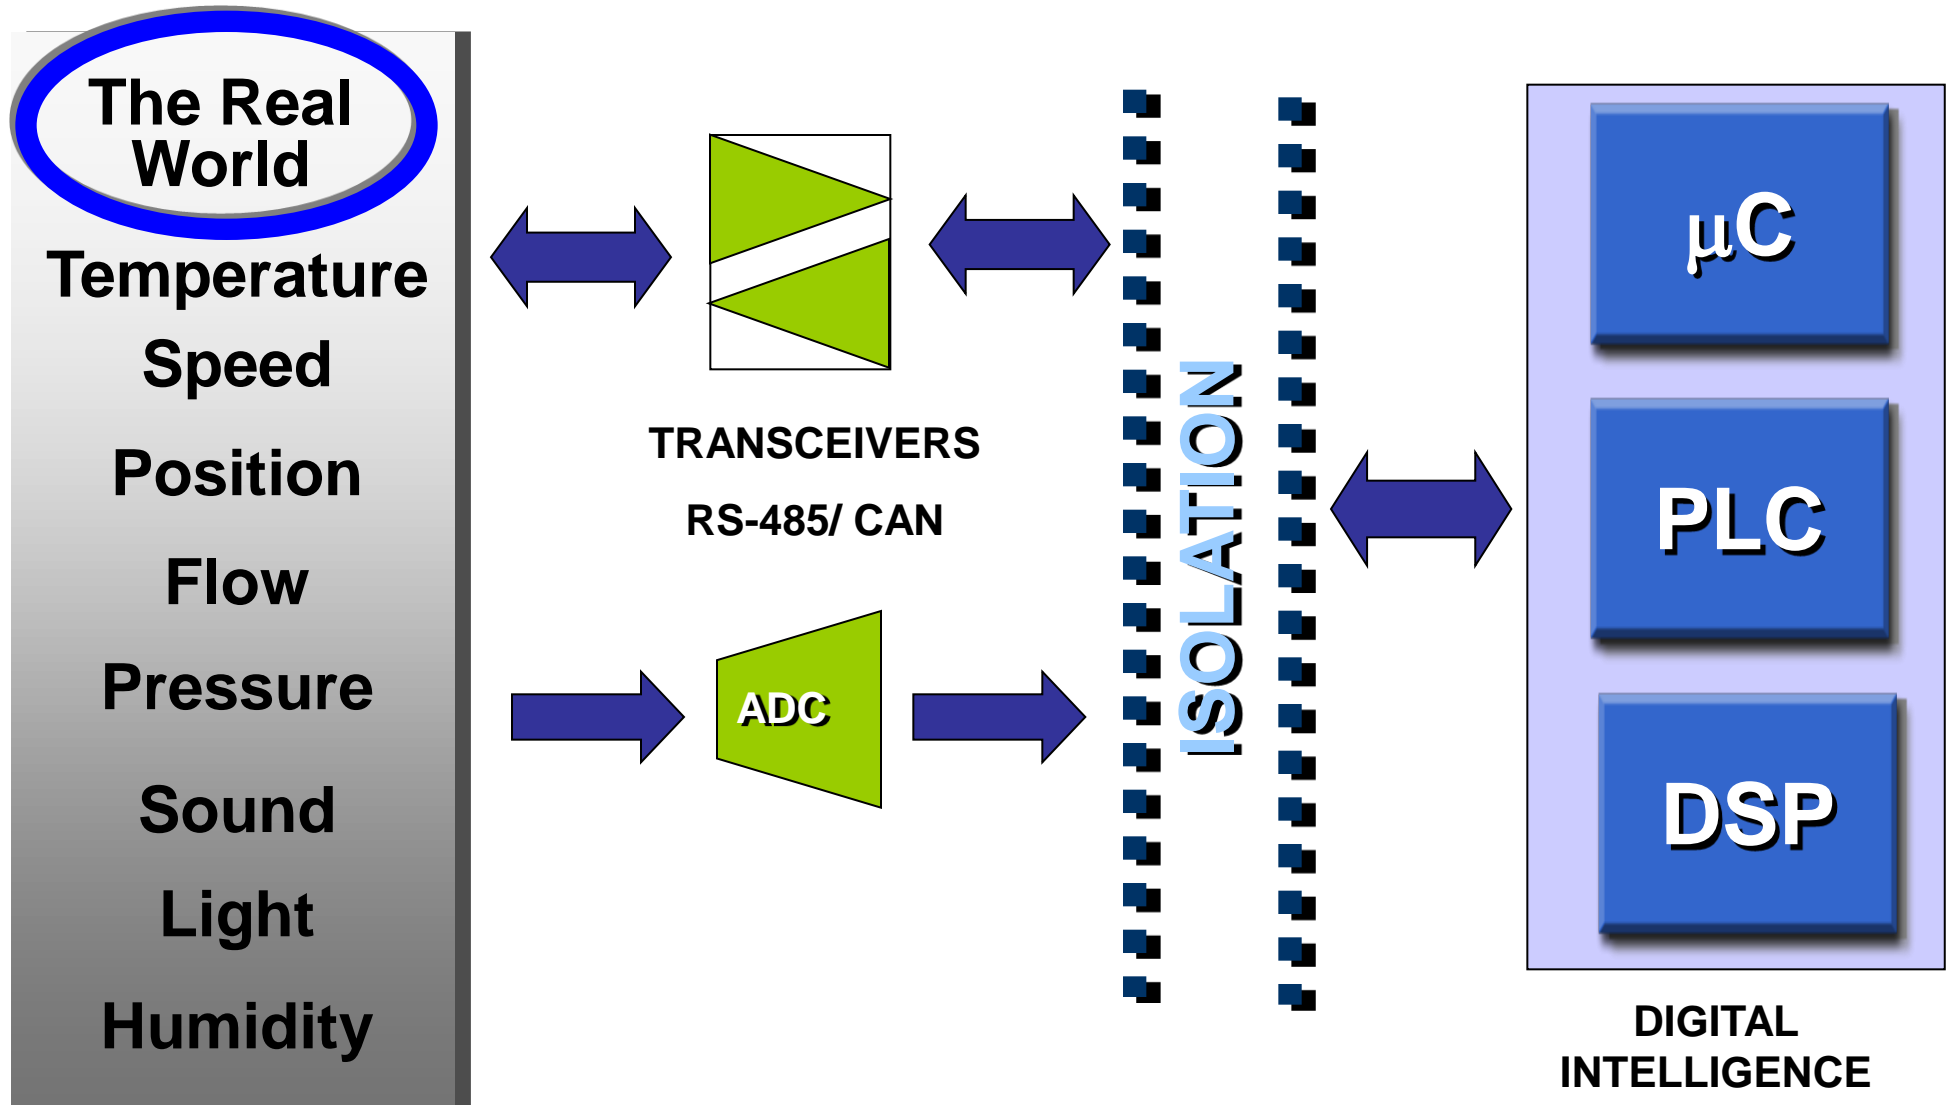 The Real
World
Temperature
Speed
Position
Flow
Pressure
Sound
Light
Humidity
TRANSCEIVERS
RS-485/ CAN
ADC
ISOLATION
μC
PLC
DSP
DIGITAL
INTELLIGENCE